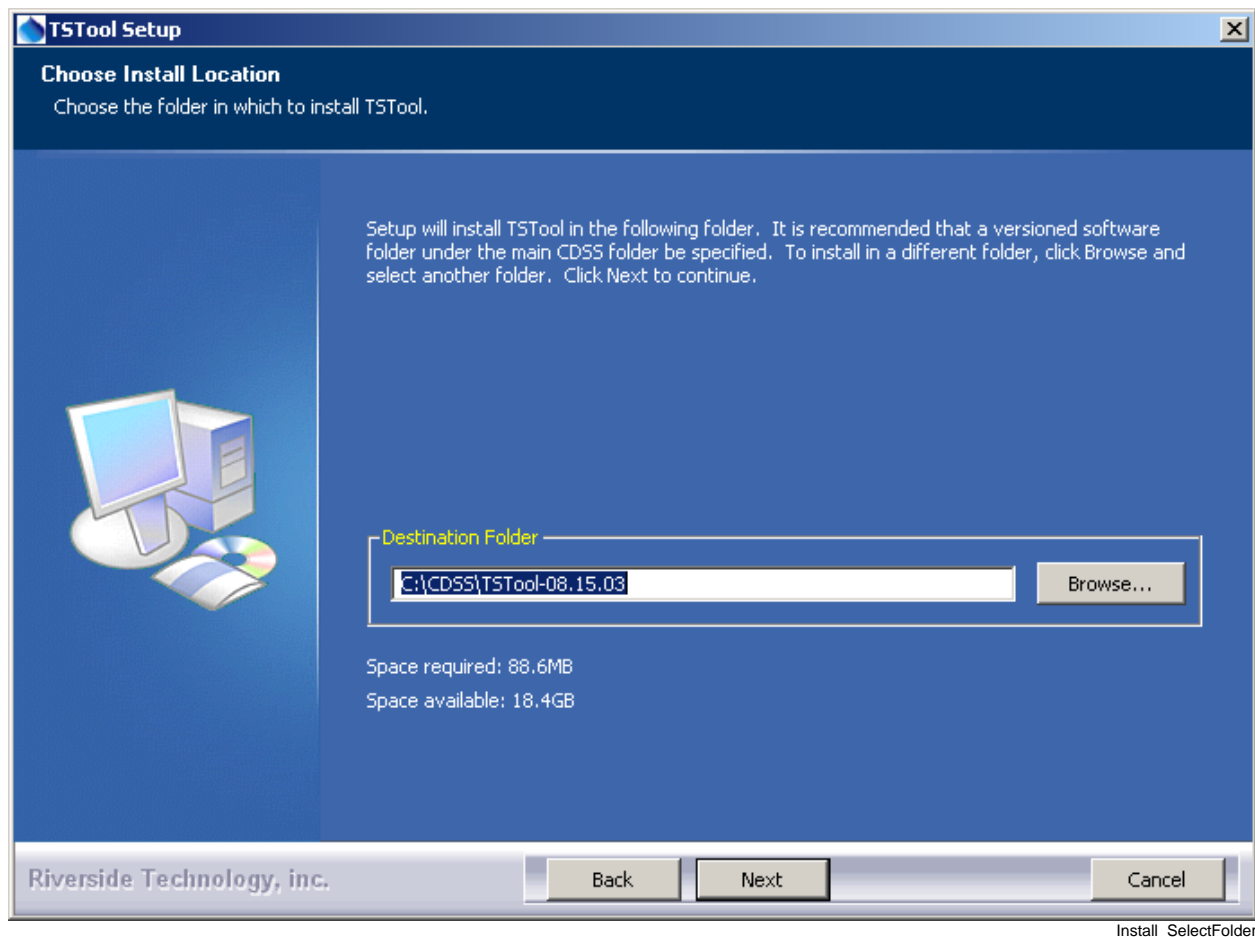 TSTool Setup
Choose Install Location
Choose the folder in which to install TSTool.
Setup will install TSTool in the following folder.  It is recommended that a versioned software
folder under the main CDSS folder be specified.  To install in a different folder, click Browse and
select another folder.  Click Next to continue.
Destination Folder
C:\CDSS\TSTool-08.15.03
Browse...
Space required: 88.6MB
Space available: 18.4GB
Riverside Technology, inc.
Back
Next
Cancel
Install_SelectFolder